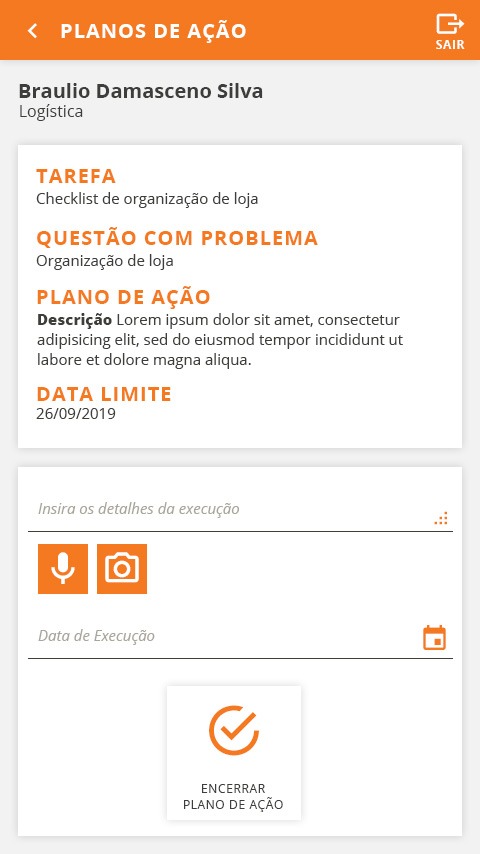 PLANOS DE AÇÃO
SAIR
Braulio Damasceno Silva
Logística
TAREFA
Checklist de organização de loja
QUESTÃO COM PROBLEMA
Organização de loja
PLANO DE AÇÃO
Descrição Lorem ipsum dolor sit amet, consectetur
adipisicing elit, sed do eiusmod tempor incididunt ut
labore et dolore magna aliqua.
DATA LIMITE
26/09/2019
Insira os detalhes da execução
Data de Execução
ENCERRAR
PLANO DE AÇÃO